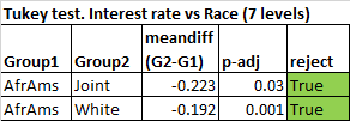 Tukey test. Interest rate vs Race (7 levels)
meandiff
Group1 Group2 (G2-G1) p-adj reject
AfrAms Joint -0.223 0.03 True
AfrAms White -0.192 0.001 True